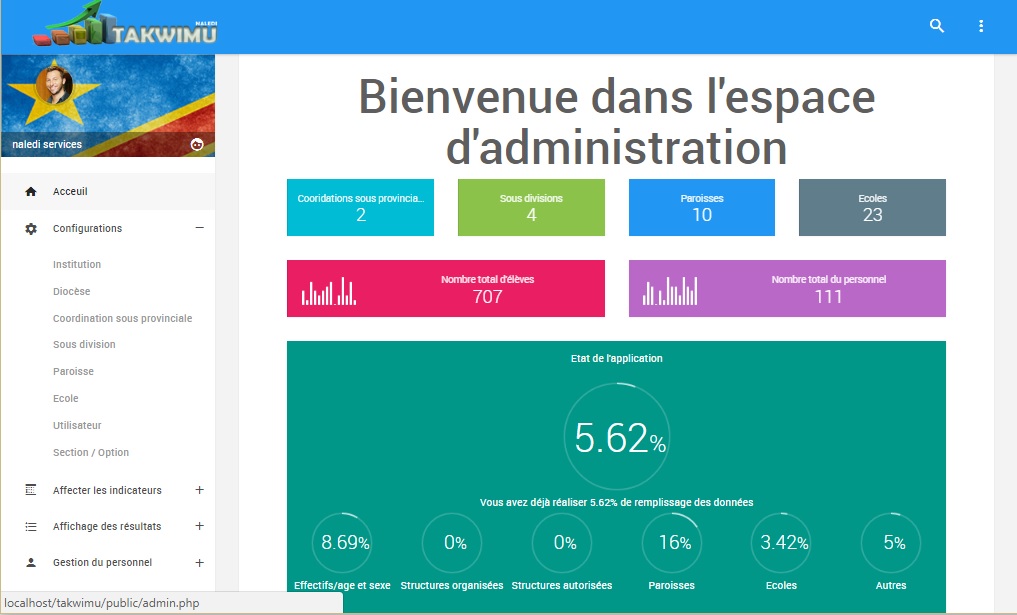 NALEDI
TAKWIMU
naledi services
Acceuil
Configurations
Institution
Diocèse
Coordination sous provinciale
Sous division
Paroisse
Ecole
Utilisateur
Section / Option
Affecter les indicateurs
Affichage des résultats
Gestion du personnel
localhost/takwimu/public/admin.php
Bienvenue dans l'espace
d'administration
Cooridations sous provincia...
2
Sous divisions
4
Paroisses
10
Ecoles
23
Nombre total d'élèves
707
Nombre total du personnel
111
Etat de l'application
5.62%
Vous avez déjà réaliser 5.62% de remplissage des données
8.69%
Effectifs/age et sexe
0%
Structures organisées
0%
Structures autorisées
16%
Paroisses
3.42%
Ecoles
5%
Autres